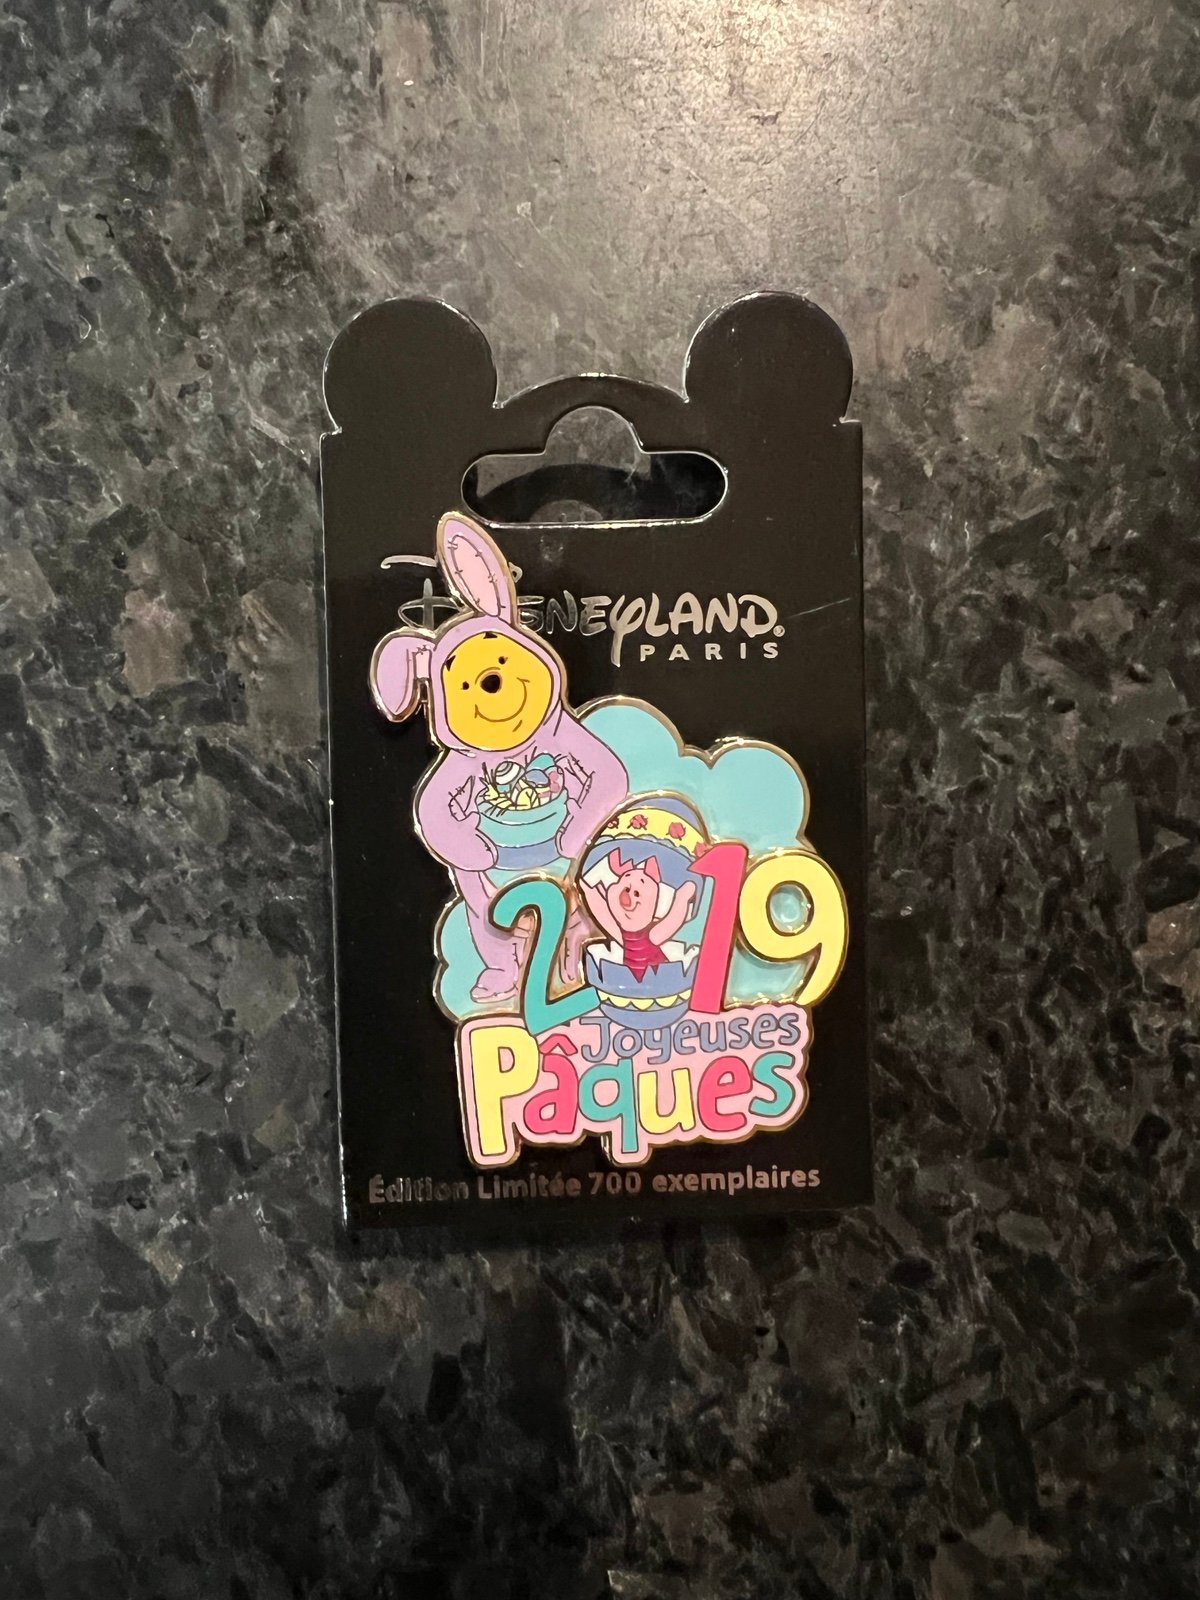 DISNEYLAND®
PARIS
2019
Joyeuses
Pâques
Édition Limitée 700 exemplaires